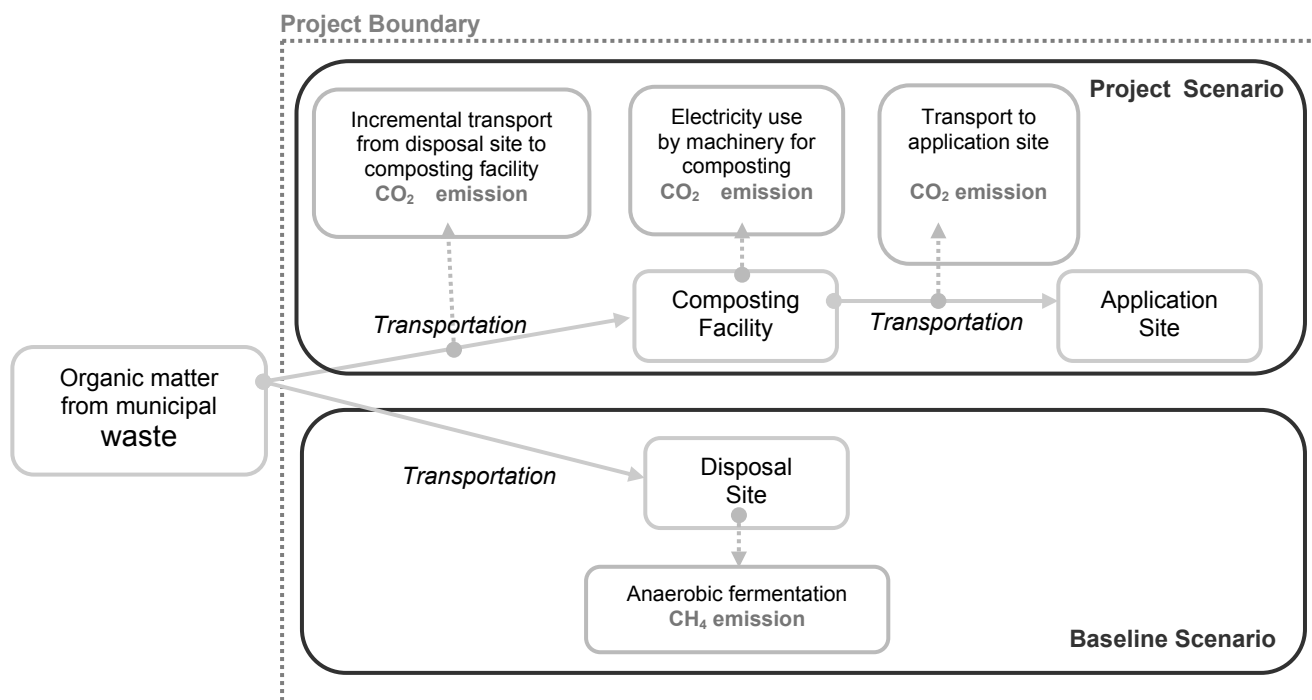 Project Boundary
Project Scenario
Incremental transport
from disposal site to
composting facility
CO₂ emission
Electricity use
by machinery for
composting
CO₂ emission
Transport to
application site
CO₂ emission
Transportation
Composting
Facility
Transportation
Application
Site
Organic matter
from municipal
waste
Transportation
Disposal
Site
Anaerobic fermentation
CH₄ emission
Baseline Scenario